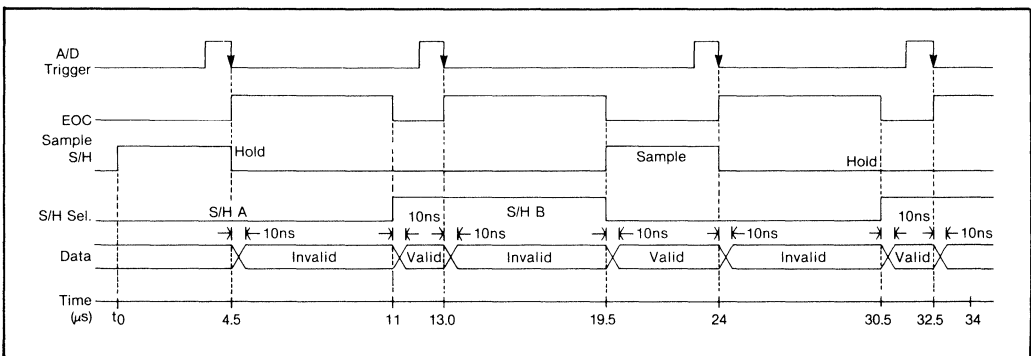 A/D
Trigger
EOC
Sample
S/H
Hold
Sample
Hold
S/H Sel.
S/H A
10ns
S/H B
10ns
10ns
10ns
10ns
10ns
10ns
Data
Invalid
Valid
Invalid
Valid
Invalid
Valid
Time
(μs)
t0
4.5
11
13.0
19.5
24
30.5
32.5
34